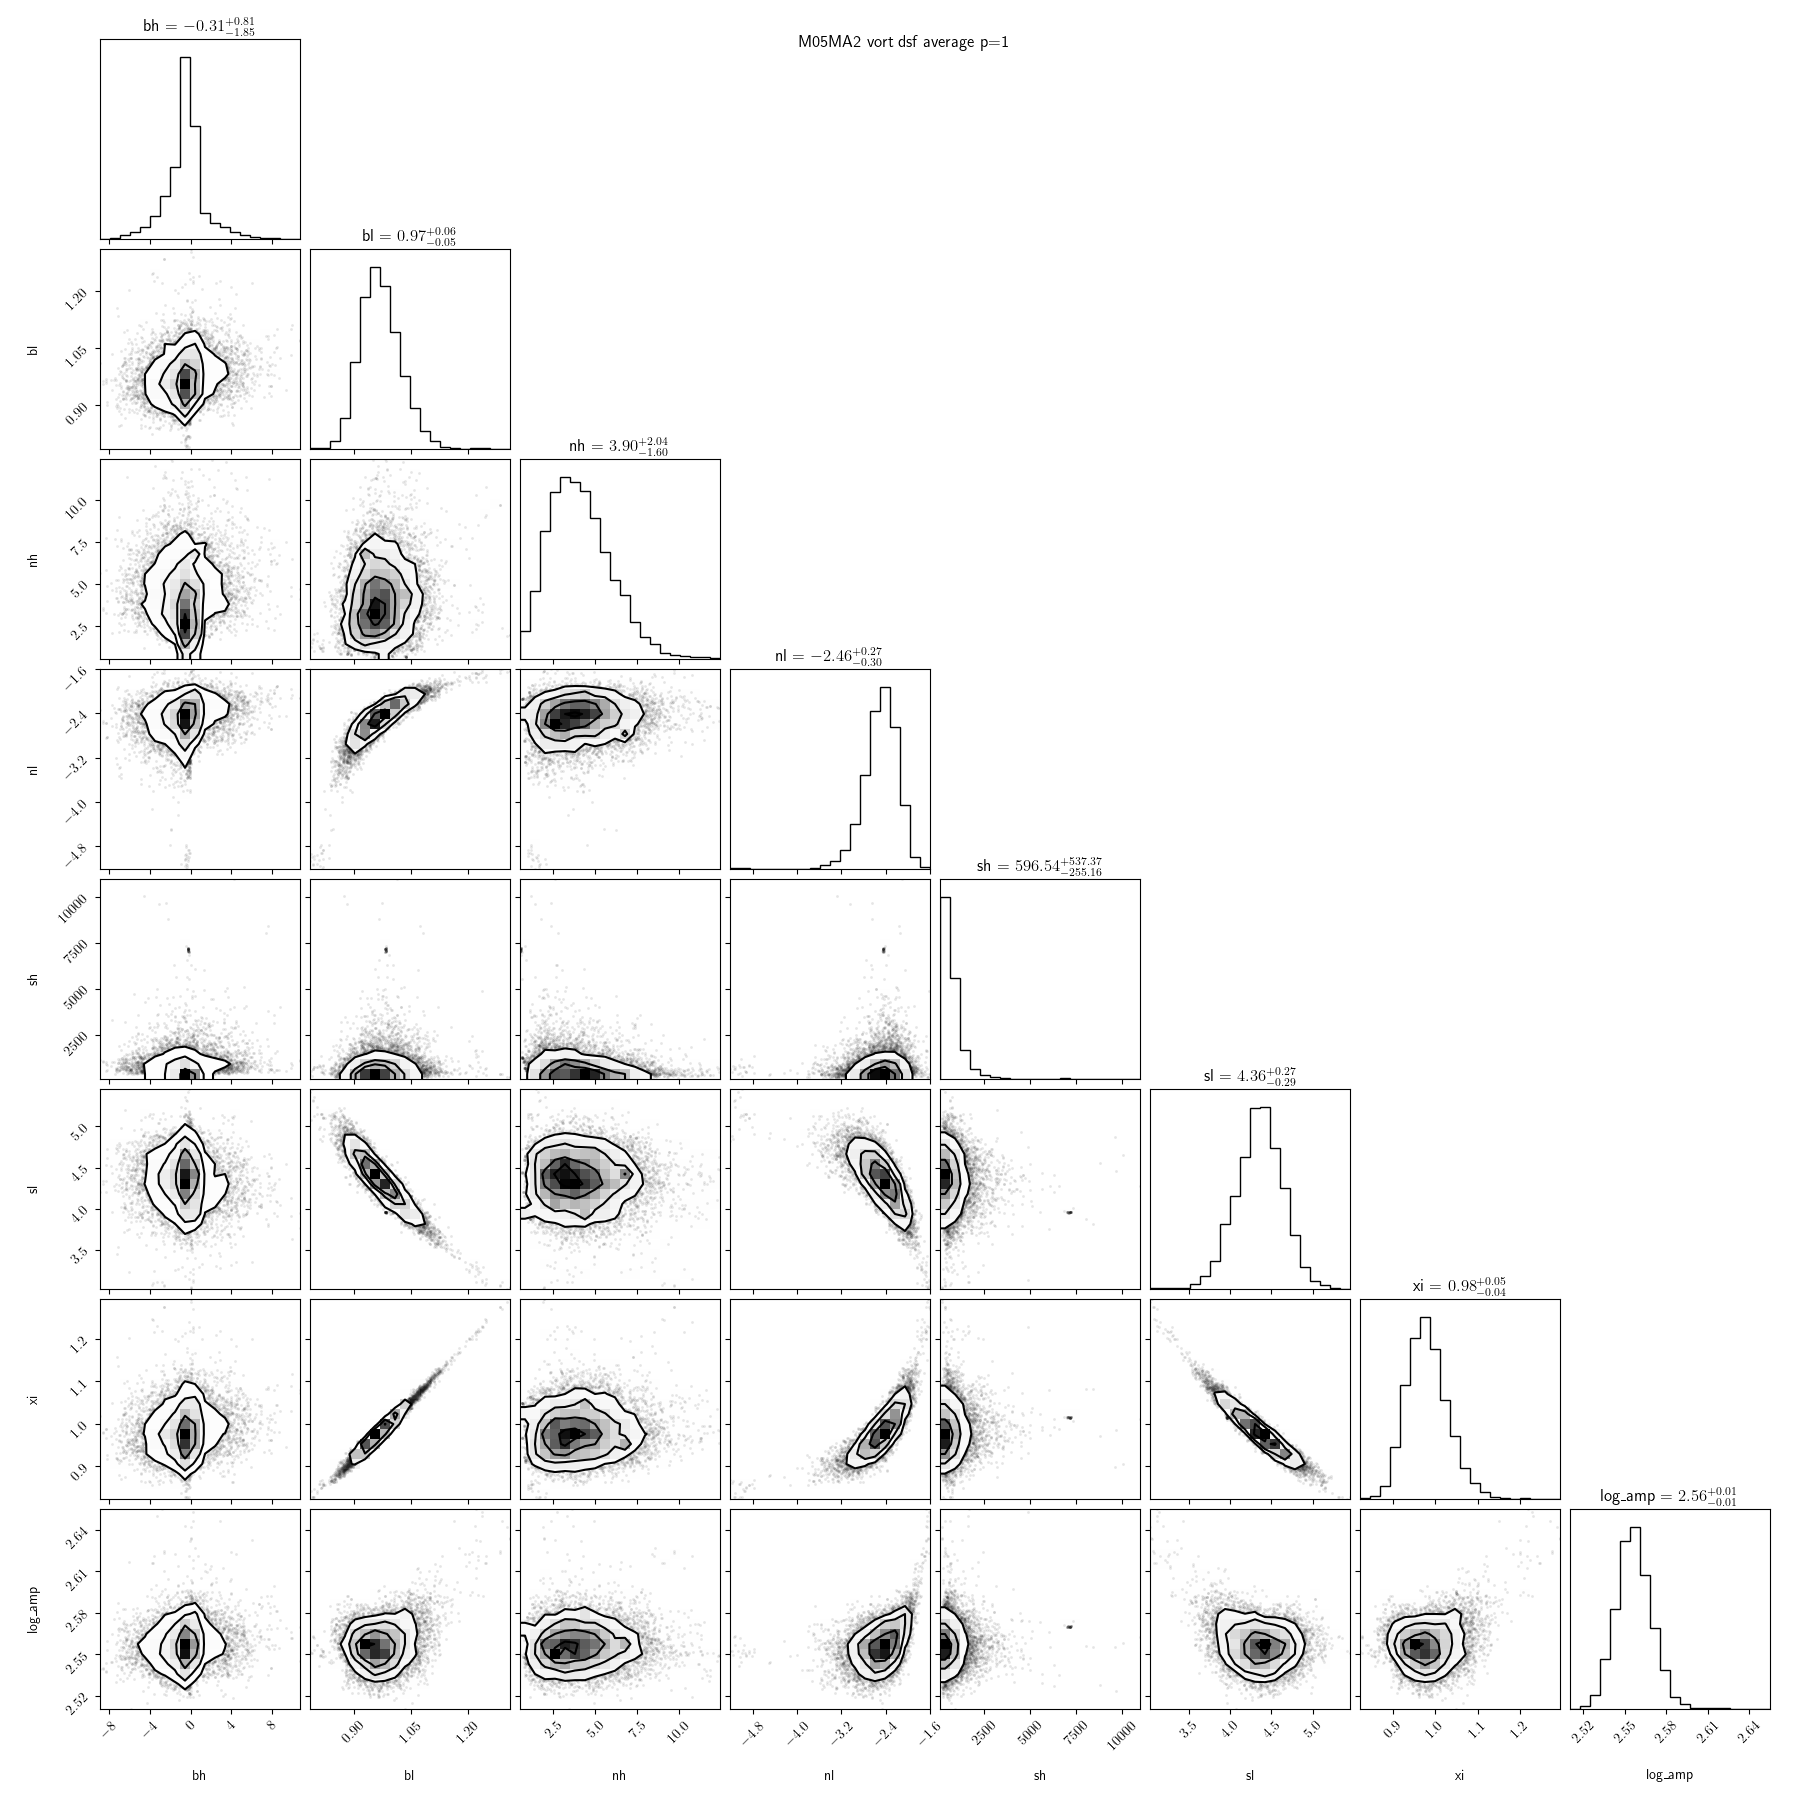 M05MA2 vort dsf average p=1
bh = −0.31 +0.81 −1.85
bl = 0.97 +0.06 −0.05
1.20
1.05
0.90
bl
nh = 3.90 +2.04 −1.60
10.0
7.5
5.0
2.5
nh
nl = −2.46 +0.27 −0.30
−1.6
−2.4
−3.2
−4.0
−4.8
nl
sh = 596.54 +537.37 −255.16
10000
7500
5000
2500
sh
sl = 4.36 +0.27 −0.29
5.0
4.5
4.0
3.5
sl
xi = 0.98 +0.05 −0.04
1.2
1.1
1.0
0.9
xi
log_amp = 2.56 +0.01 −0.01
2.64
2.61
2.58
2.55
2.52
log_amp
−8 −4 0 4 8
0.90 1.05 1.20
2.5 5.0 7.5 10.0
−4.8 −4.0 −3.2 −2.4 −1.6
2500 5000 7500 10000
3.5 4.0 4.5 5.0
0.9 1.0 1.1 1.2
2.52 2.55 2.58 2.61 2.64
bh bl nh nl sh sl xi log_amp